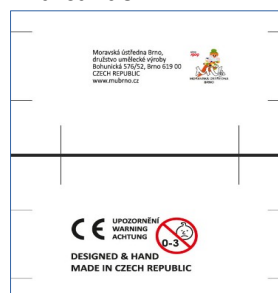 Moravská ústředna Brno,
družstvo umělecké výroby
Bohunická 576/52, Brno 619 00
CZECH REPUBLIC
www.mubrno.cz
UPOZORNĚNÍ
WARNING
ACHTUNG
0-3
DESIGNED & HAND
MADE IN CZECH REPUBLIC